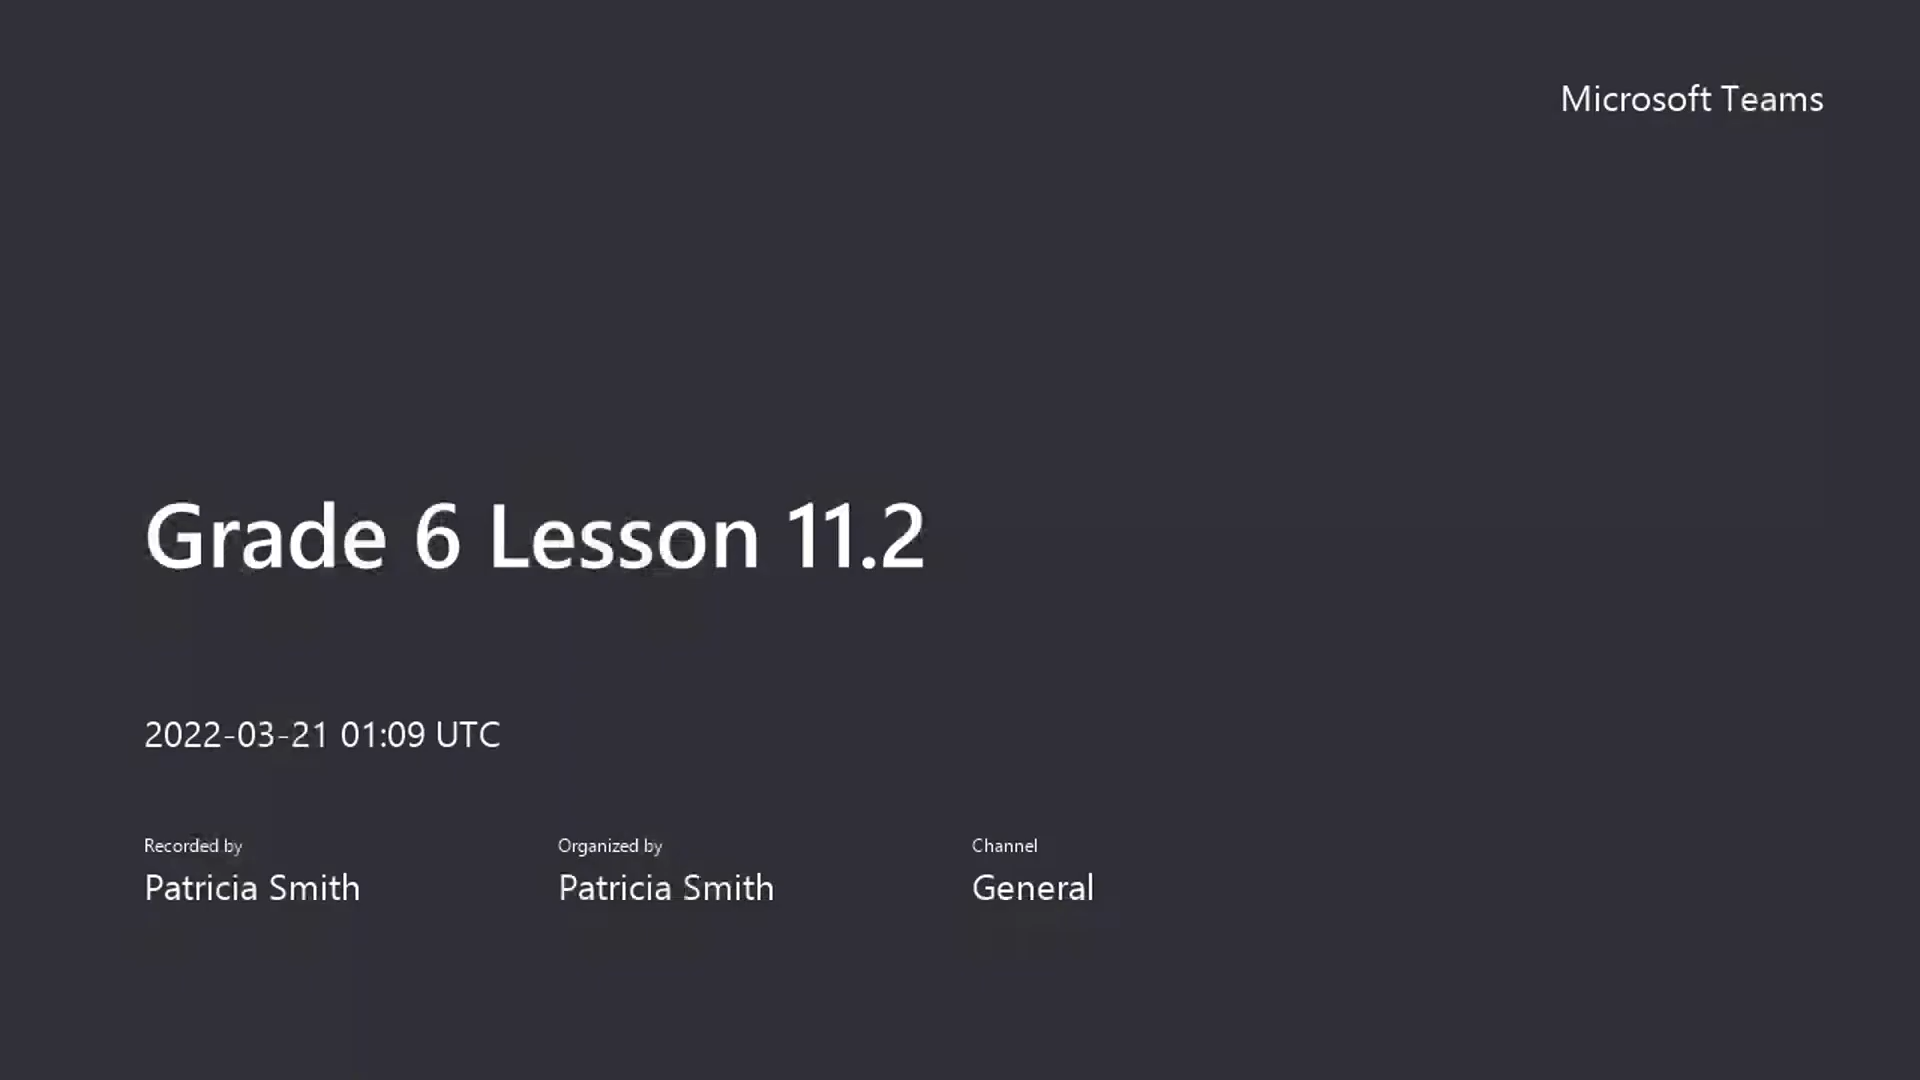 Microsoft Teams
Grade 6 Lesson 11.2
2022-03-21 01:09 UTC
Recorded by
Patricia Smith
Organized by
Patricia Smith
Channel
General